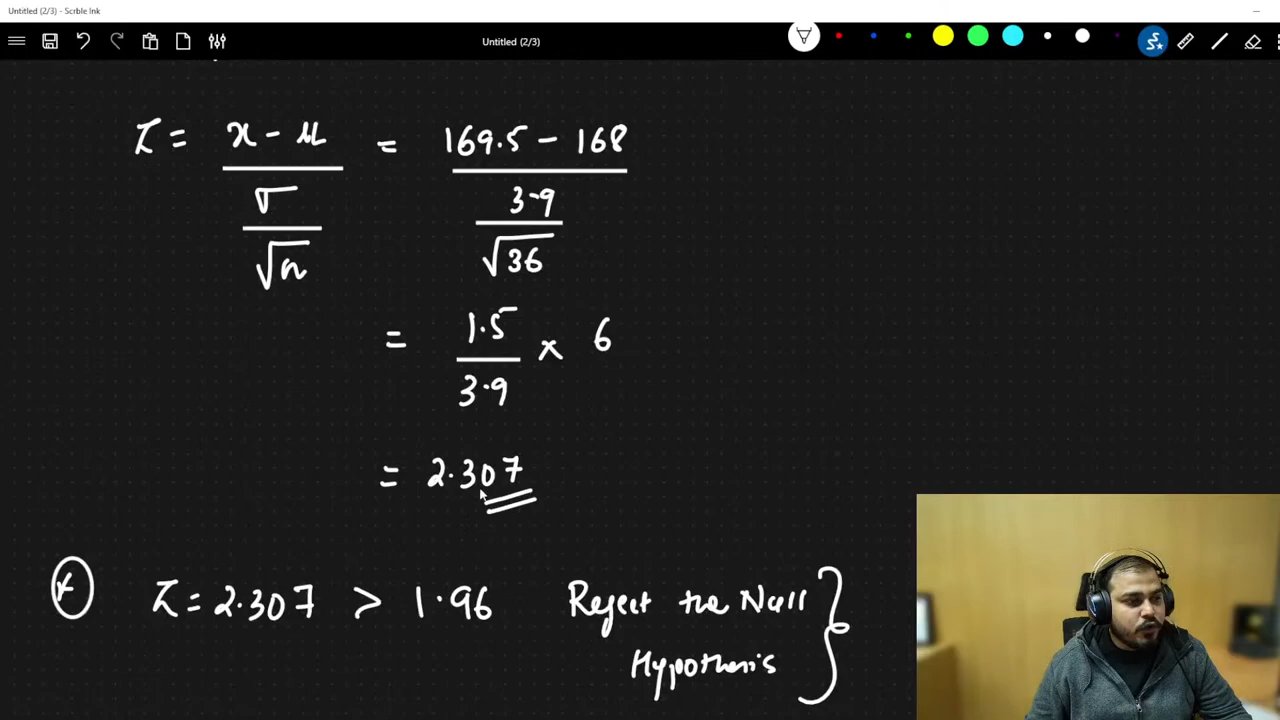 Untitled (2/3) - Scrble Ink
Untitled (2/3)
Z = x - μ / σ / √n = 169.5 - 168 / 3.9 / √36
= 1.5 / 3.9 × 6
= 2.307
* Z = 2.307 > 1.96 Reject the Null
Hypothesis